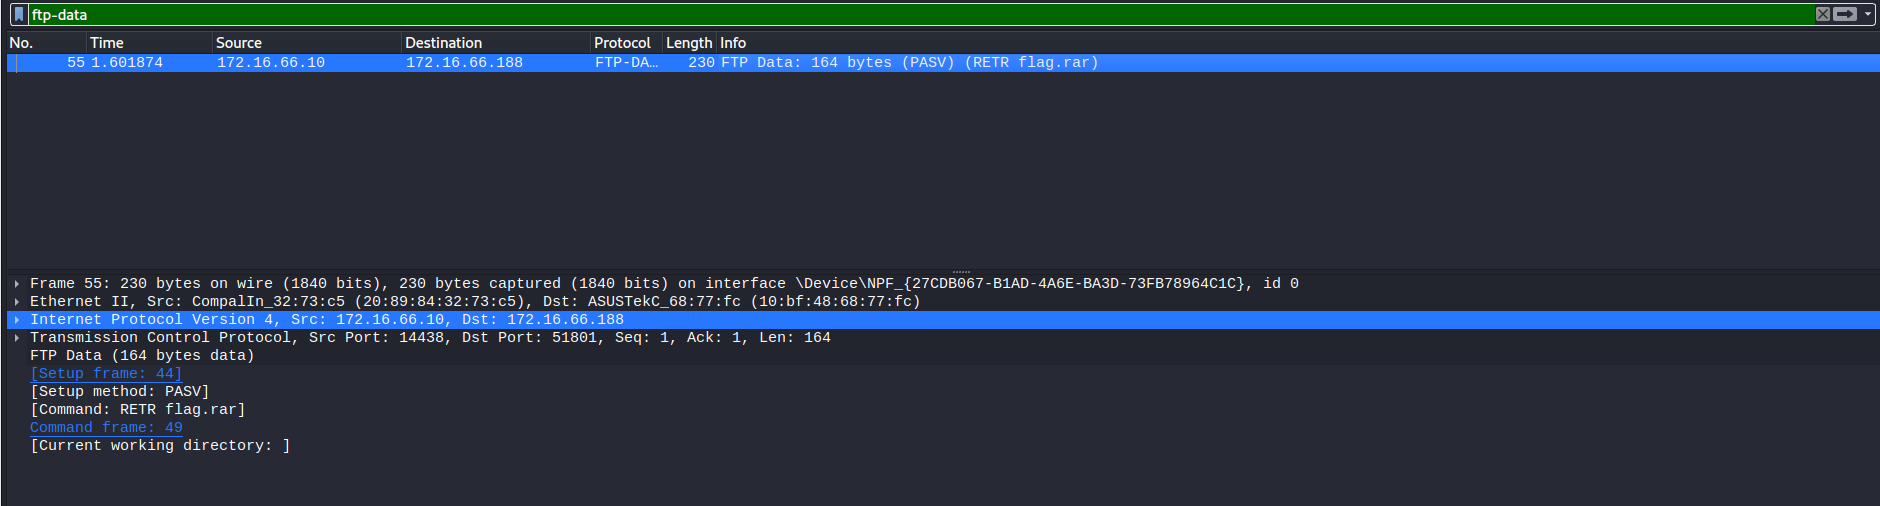 ftp-data
No. Time Source Destination Protocol Length Info
55 1.601874 172.16.66.10 172.16.66.188 FTP-DA… 230 FTP Data: 164 bytes (PASV) (RETR flag.rar)
Frame 55: 230 bytes on wire (1840 bits), 230 bytes captured (1840 bits) on interface \Device\NPF_{27CDB067-B1AD-4A6E-BA3D-73FB78964C1C}, id 0
Ethernet II, Src: CompalIn_32:73:c5 (20:89:84:32:73:c5), Dst: ASUSTekC_68:77:fc (10:bf:48:68:77:fc)
Internet Protocol Version 4, Src: 172.16.66.10, Dst: 172.16.66.188
Transmission Control Protocol, Src Port: 14438, Dst Port: 51801, Seq: 1, Ack: 1, Len: 164
FTP Data (164 bytes data)
[Setup frame: 44]
[Setup method: PASV]
[Command: RETR flag.rar]
Command frame: 49
[Current working directory: ]